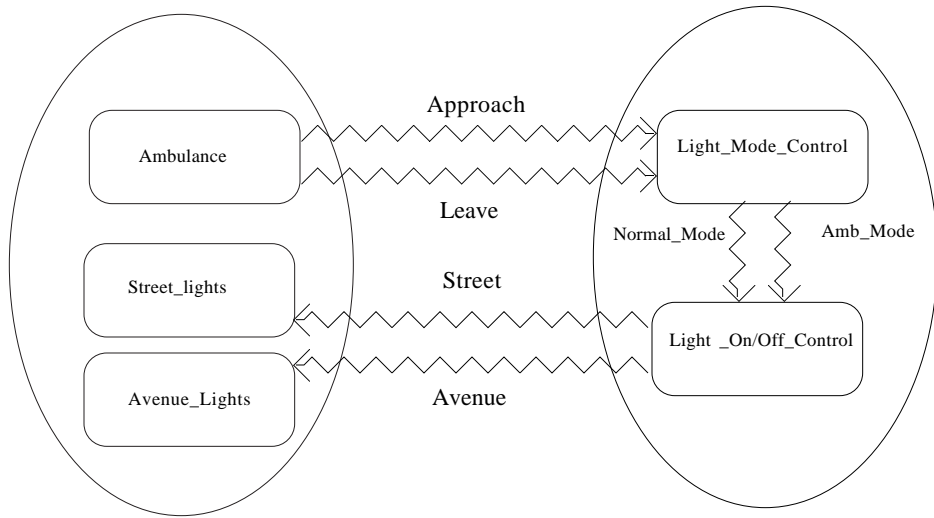 Approach
Ambulance
Light_Mode_Control
Leave
Normal_Mode
Amb_Mode
Street_lights
Street
Light _On/Off_Control
Avenue_Lights
Avenue